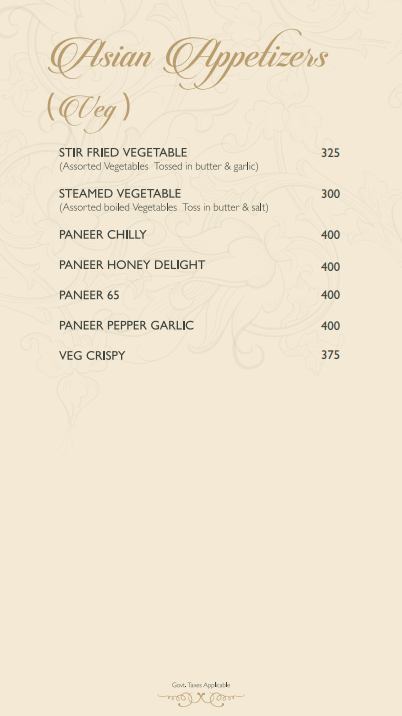 Asian Appetizers
(Veg)
STIR FRIED VEGETABLE 325
(Assorted Vegetables Tossed in butter & garlic)
STEAMED VEGETABLE 300
(Assorted boiled Vegetables Toss in butter & salt)
PANEER CHILLY 400
PANEER HONEY DELIGHT 400
PANEER 65 400
PANEER PEPPER GARLIC 400
VEG CRISPY 375
Govt. Taxes Applicable